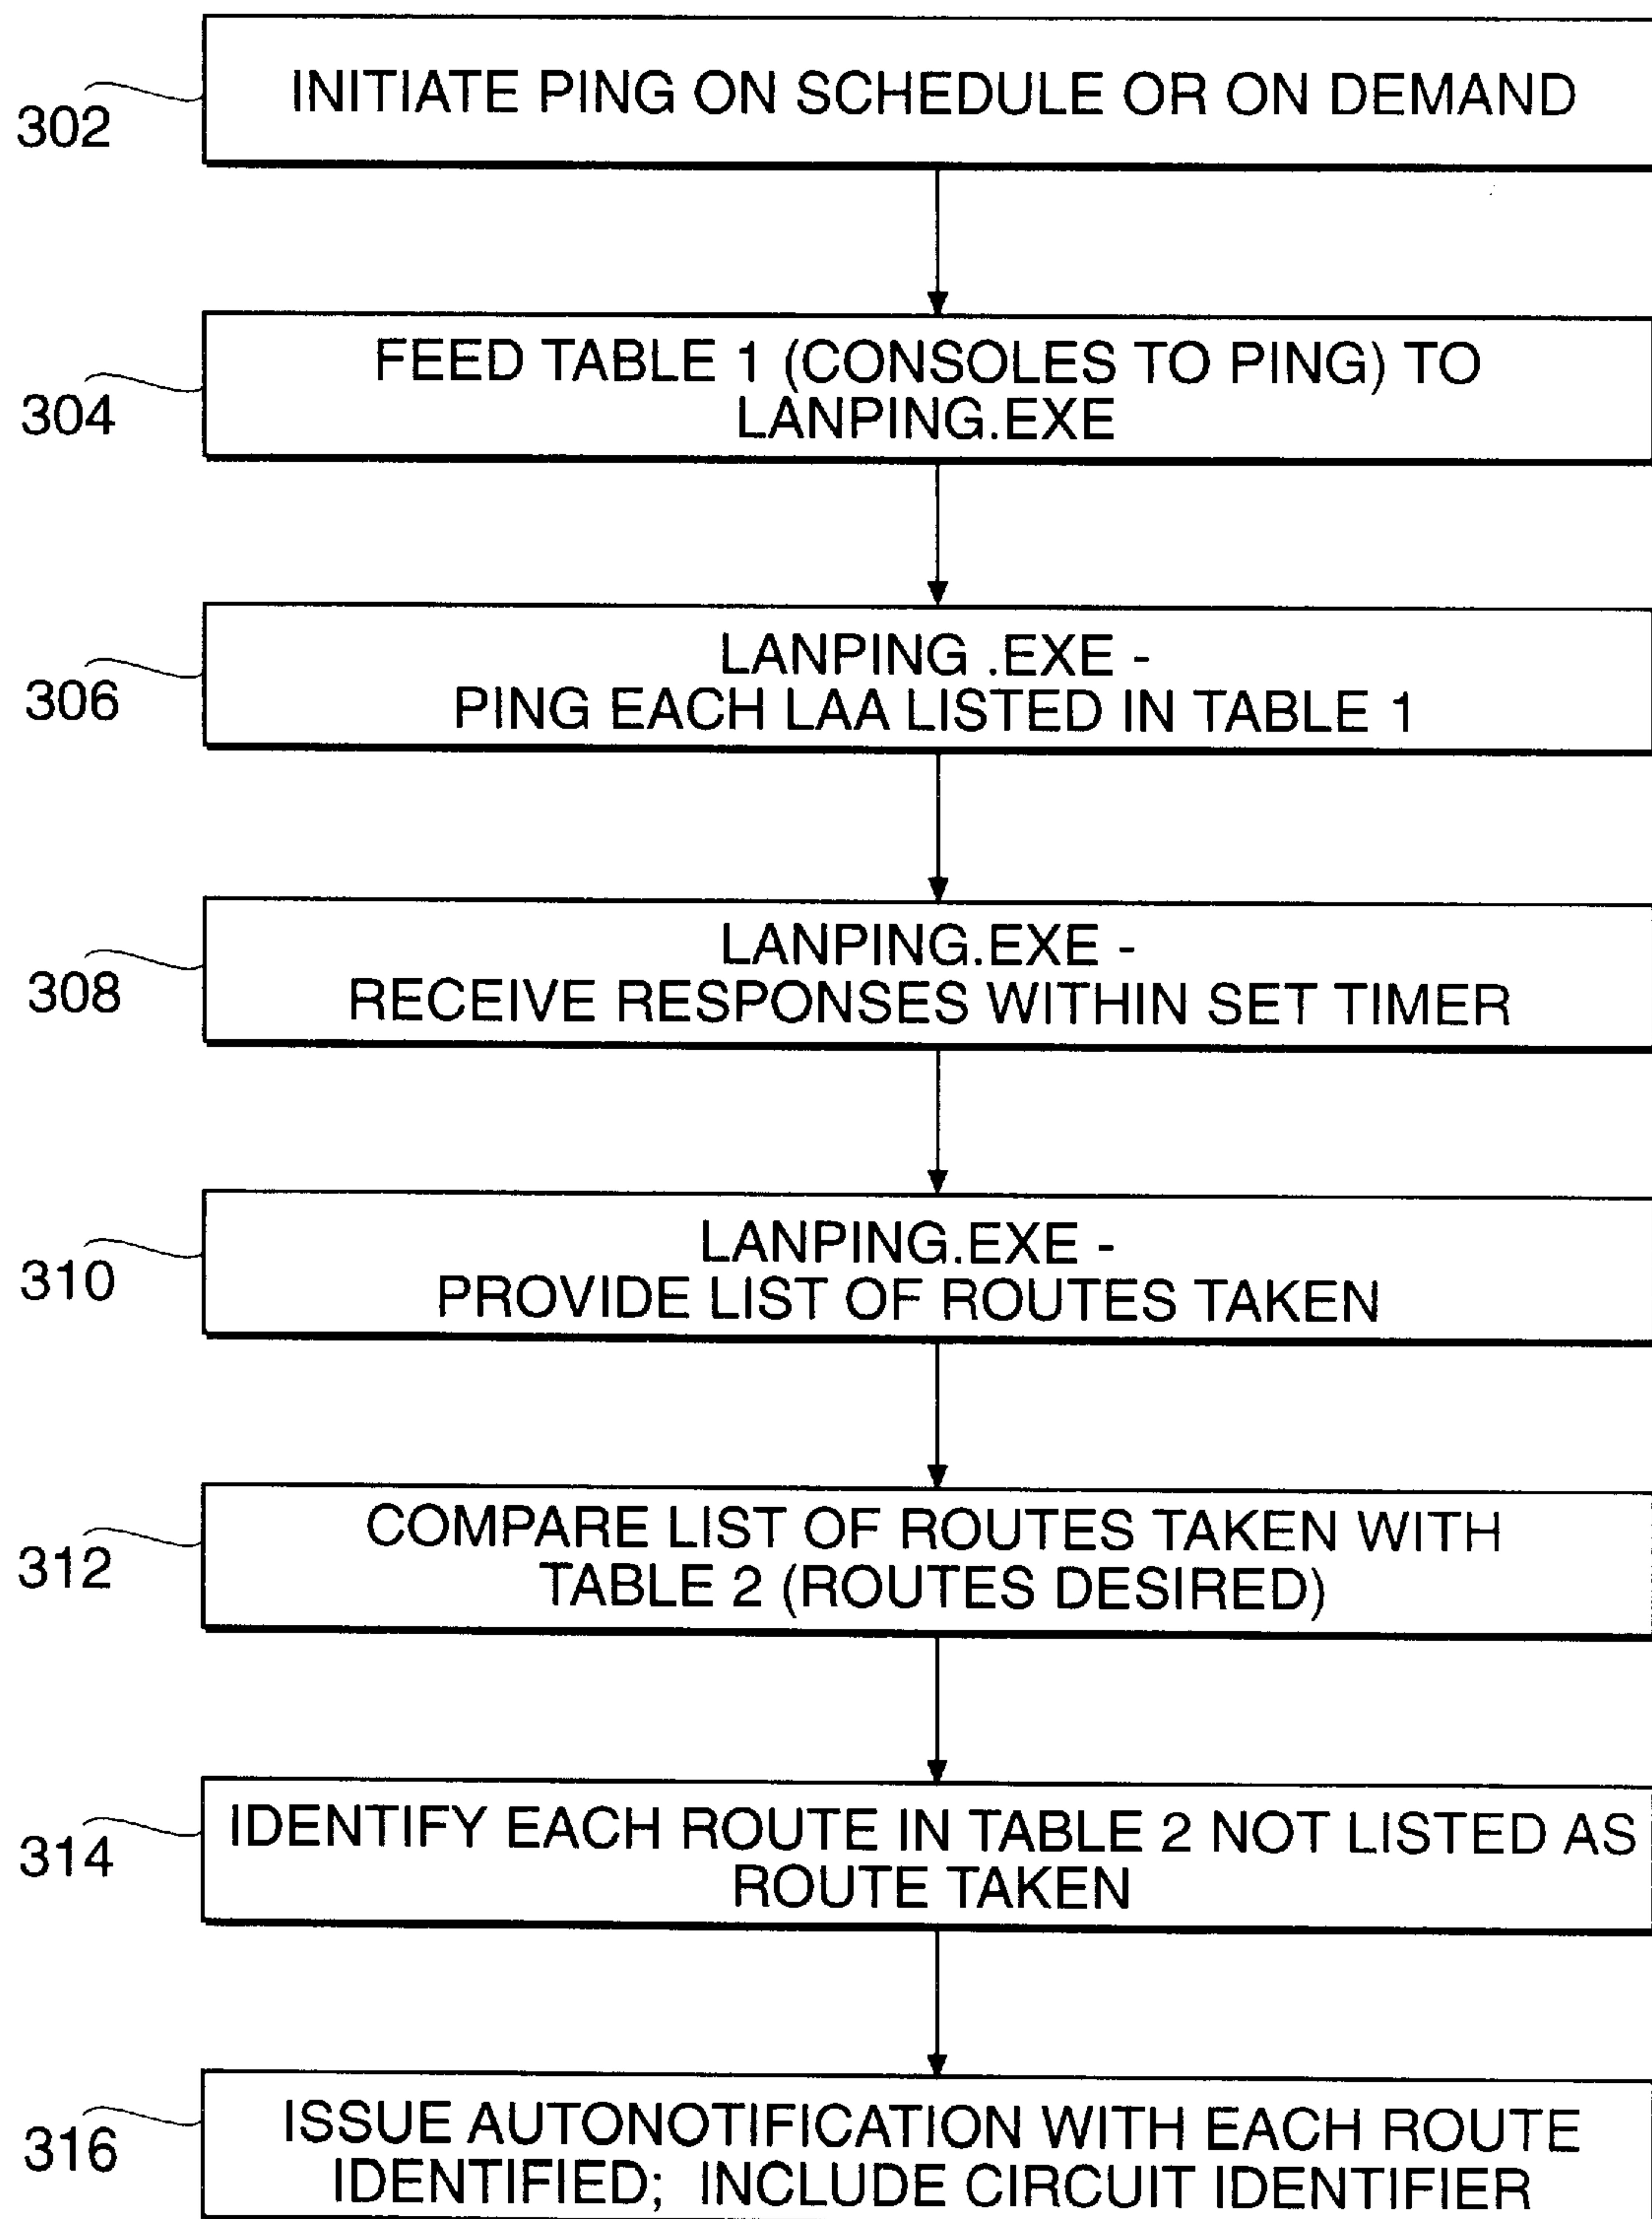 302
INITIATE PING ON SCHEDULE OR ON DEMAND
304
FEED TABLE 1 (CONSOLES TO PING) TO
LANPING.EXE
306
LANPING .EXE -
PING EACH LAA LISTED IN TABLE 1
308
LANPING.EXE -
RECEIVE RESPONSES WITHIN SET TIMER
310
LANPING.EXE -
PROVIDE LIST OF ROUTES TAKEN
312
COMPARE LIST OF ROUTES TAKEN WITH
TABLE 2 (ROUTES DESIRED)
314
IDENTIFY EACH ROUTE IN TABLE 2 NOT LISTED AS
ROUTE TAKEN
316
ISSUE AUTONOTIFICATION WITH EACH ROUTE
IDENTIFIED; INCLUDE CIRCUIT IDENTIFIER